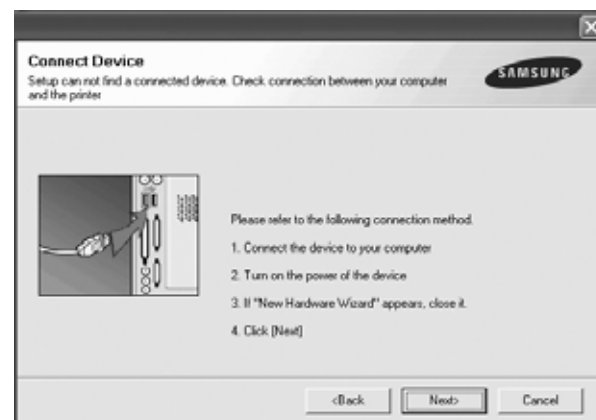 Connect Device
Setup can not find a connected device. Check connection between your computer
and the printer
SAMSUNG
Please refer to the following connection method.
1. Connect the device to your computer
2. Turn on the power of the device
3. If "New Hardware Wizard" appears, close it.
4. Click [Next]
<Back
Next>
Cancel